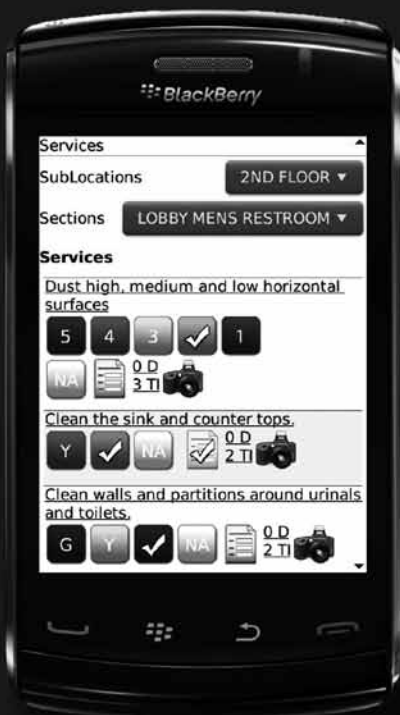 BlackBerry
Services
SubLocations 2ND FLOOR
Sections LOBBY MENS RESTROOM
Services
Dust high, medium and low horizontal
surfaces
5 4 3 1
NA 0 D
3 TI
Clean the sink and counter tops.
Y NA 0 D
2 TI
Clean walls and partitions around urinals
and toilets.
G Y NA 0 D
2 TI